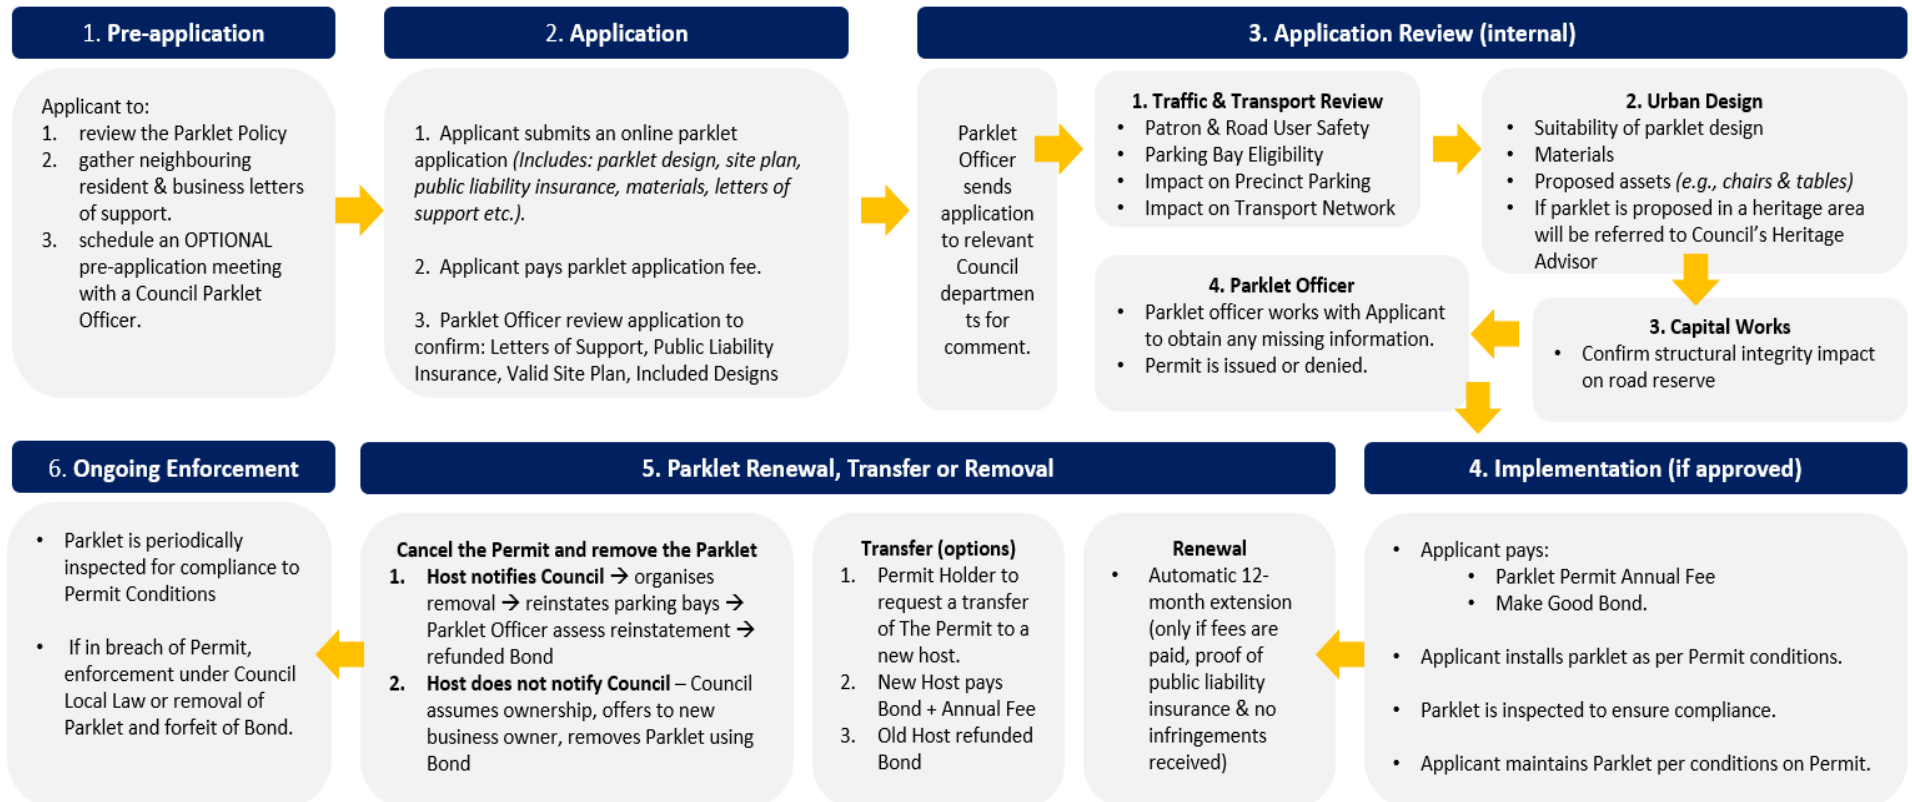 1. Pre-application
Applicant to:
1. review the Parklet Policy
2. gather neighbouring
resident & business letters
of support.
3. schedule an OPTIONAL
pre-application meeting
with a Council Parklet
Officer.
2. Application
1. Applicant submits an online parklet
application (Includes: parklet design, site plan,
public liability insurance, materials, letters of
support etc.).
2. Applicant pays parklet application fee.
3. Parklet Officer review application to
confirm: Letters of Support, Public Liability
Insurance, Valid Site Plan, Included Designs
3. Application Review (internal)
Parklet
Officer
sends
application
to relevant
Council
departmen
ts for
comment.
1. Traffic & Transport Review
• Patron & Road User Safety
• Parking Bay Eligibility
• Impact on Precinct Parking
• Impact on Transport Network
2. Urban Design
• Suitability of parklet design
• Materials
• Proposed assets (e.g., chairs & tables)
• If parklet is proposed in a heritage area
will be referred to Council’s Heritage
Advisor
3. Capital Works
• Confirm structural integrity impact
on road reserve
4. Parklet Officer
• Parklet officer works with Applicant
to obtain any missing information.
• Permit is issued or denied.
4. Implementation (if approved)
• Applicant pays:
• Parklet Permit Annual Fee
• Make Good Bond.
• Applicant installs parklet as per Permit conditions.
• Parklet is inspected to ensure compliance.
• Applicant maintains Parklet per conditions on Permit.
5. Parklet Renewal, Transfer or Removal
Cancel the Permit and remove the Parklet
1. Host notifies Council → organises
removal → reinstates parking bays →
Parklet Officer assess reinstatement →
refunded Bond
2. Host does not notify Council – Council
assumes ownership, offers to new
business owner, removes Parklet using
Bond
Transfer (options)
1. Permit Holder to
request a transfer
of The Permit to a
new host.
2. New Host pays
Bond + Annual Fee
3. Old Host refunded
Bond
Renewal
• Automatic 12-
month extension
(only if fees are
paid, proof of
public liability
insurance & no
infringements
received)
6. Ongoing Enforcement
• Parklet is periodically
inspected for compliance to
Permit Conditions
• If in breach of Permit,
enforcement under Council
Local Law or removal of
Parklet and forfeit of Bond.